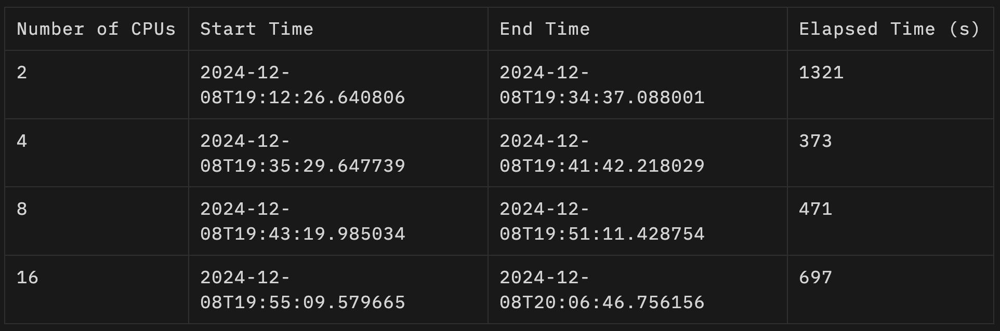 Number of CPUs Start Time End Time Elapsed Time (s)
2 2024-12- 2024-12- 1321
08T19:12:26.640806 08T19:34:37.088001
4 2024-12- 2024-12- 373
08T19:35:29.647739 08T19:41:42.218029
8 2024-12- 2024-12- 471
08T19:43:19.985034 08T19:51:11.428754
16 2024-12- 2024-12- 697
08T19:55:09.579665 08T20:06:46.756156